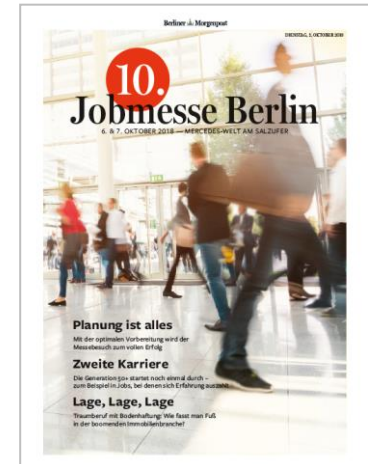 Berliner Morgenpost
DIENSTAG, 2. OKTOBER 2018
10.
Jobmesse Berlin
6. & 7. OKTOBER 2018 — MERCEDES-WELT AM SALZUFER
Planung ist alles
Mit der optimalen Vorbereitung wird der
Messebesuch zum vollen Erfolg
Zweite Karriere
Die Generation 50+ startet noch einmal durch –
zum Beispiel in Jobs, bei denen sich Erfahrung auszahlt
Lage, Lage, Lage
Traumberuf mit Bodenhaftung: Wie fasst man Fuß
in der boomenden Immobilienbranche?